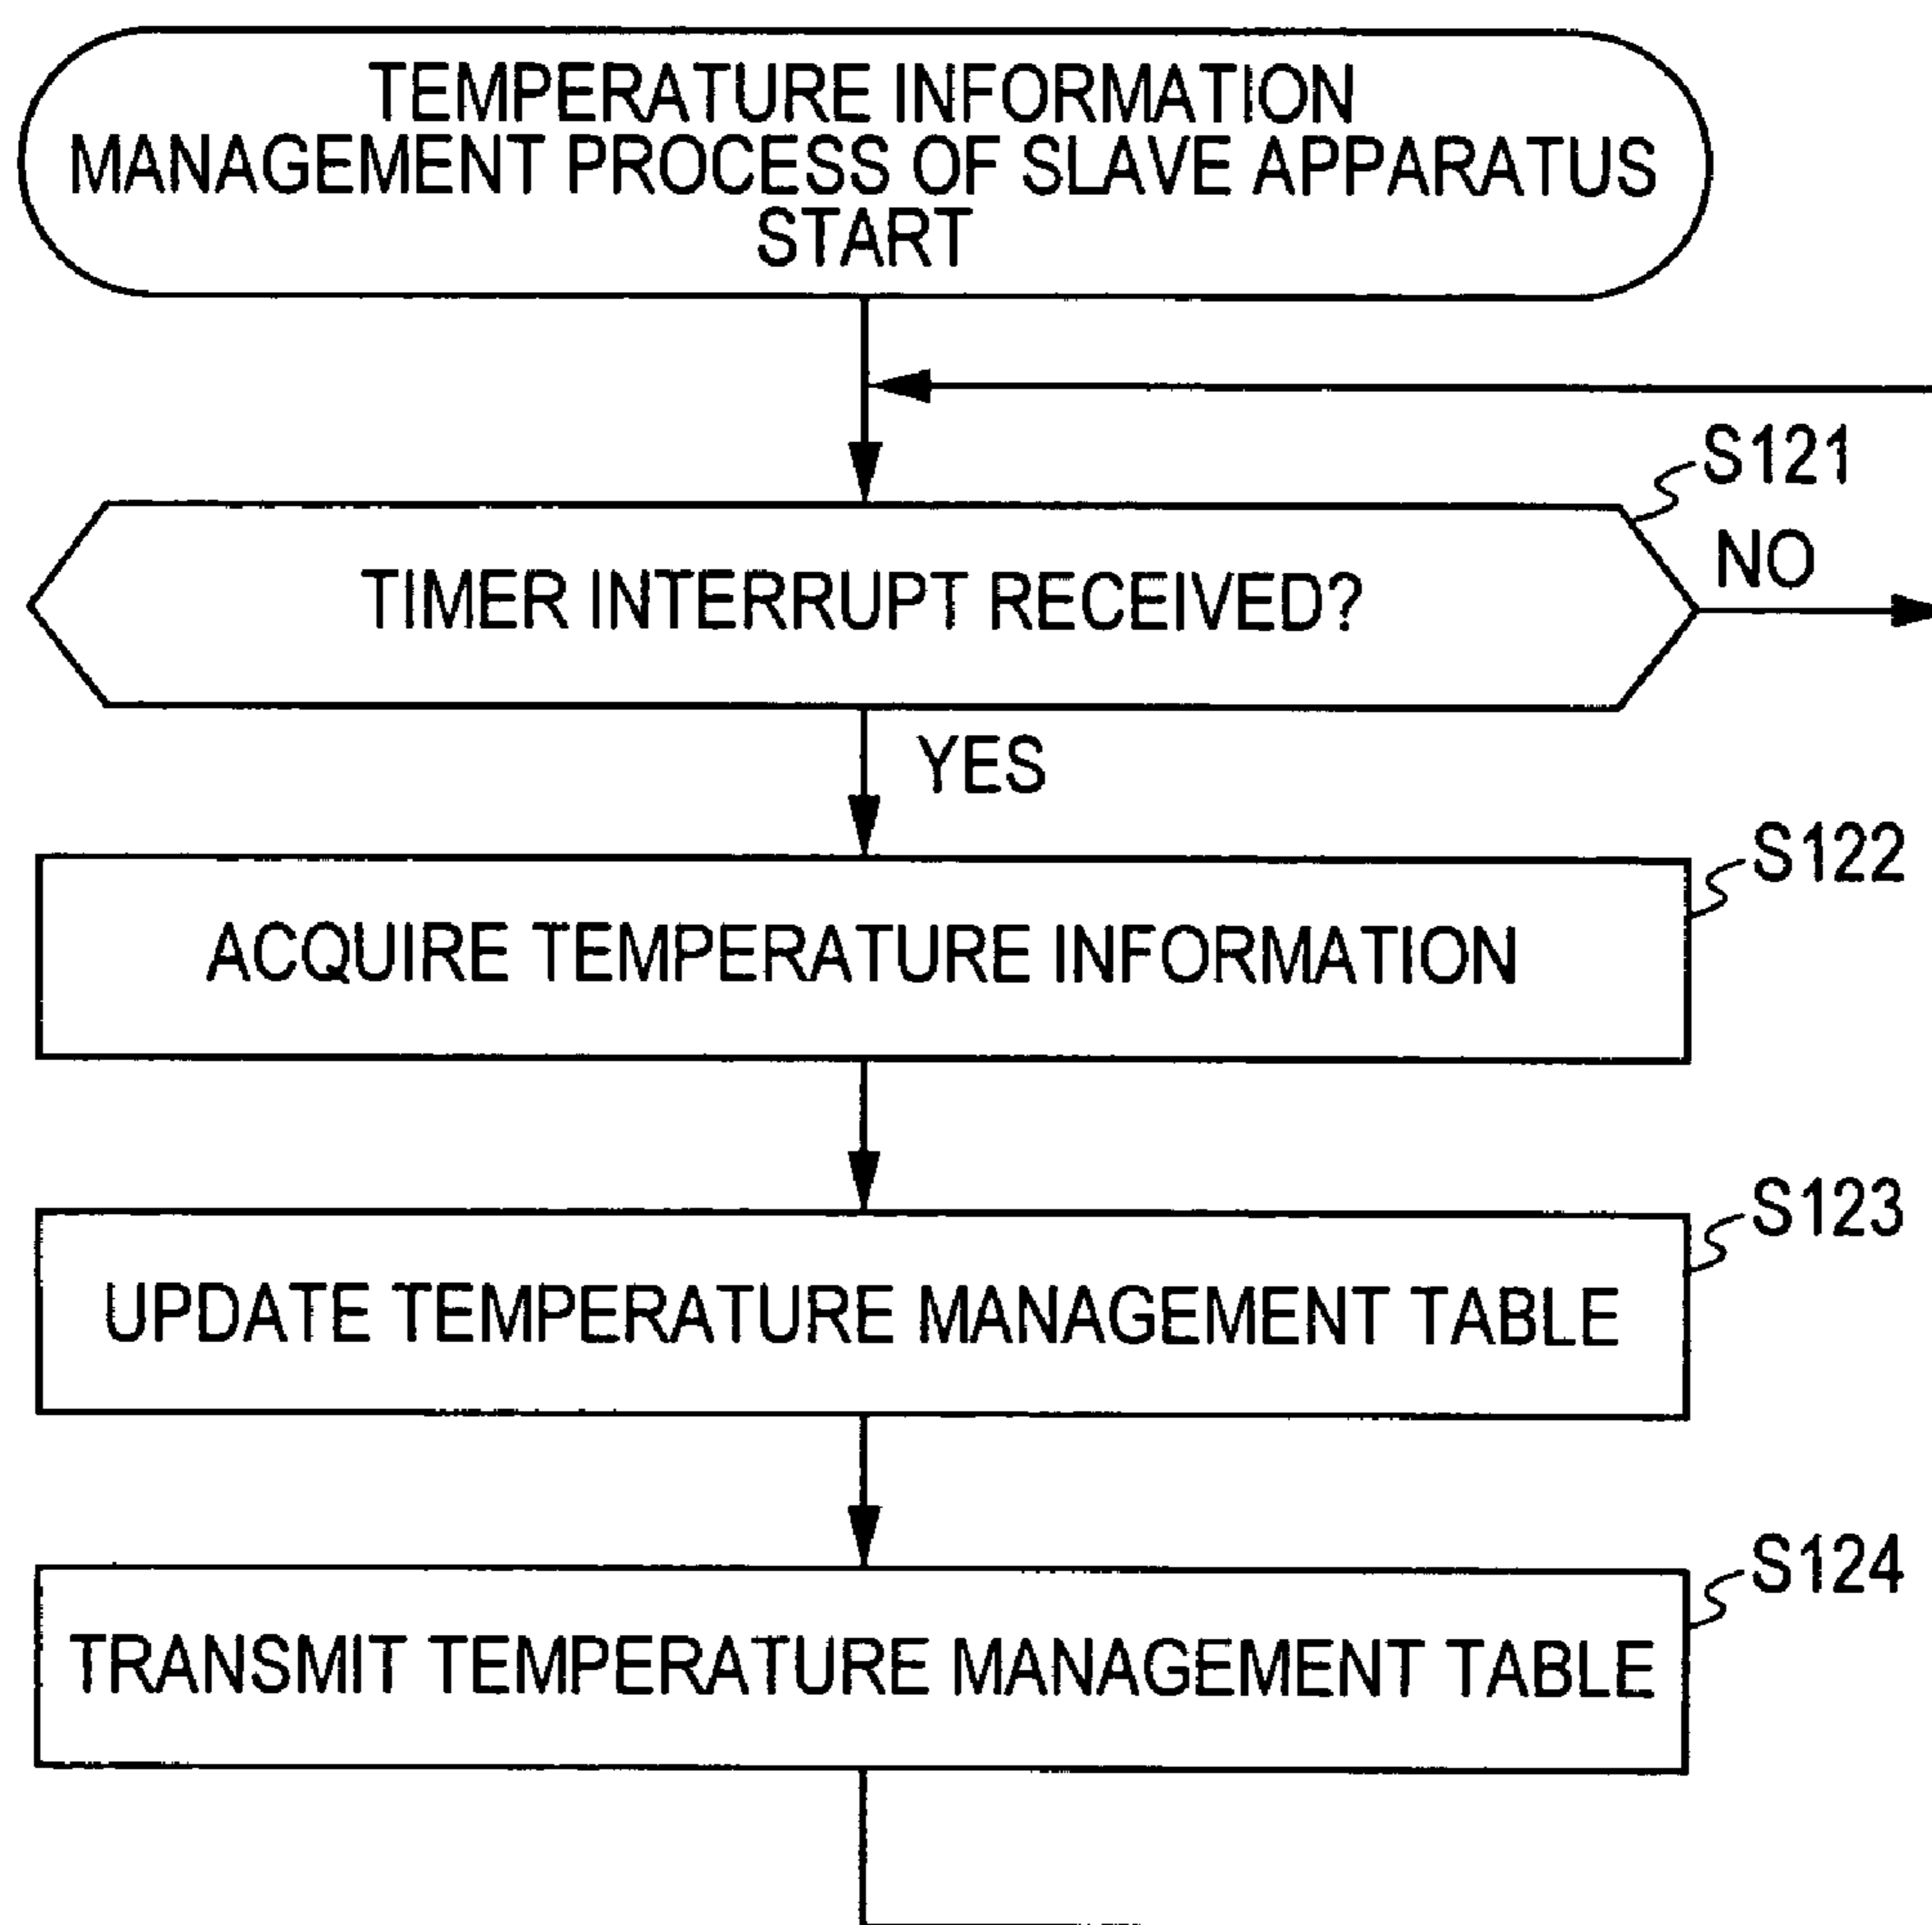 TEMPERATURE INFORMATION
MANAGEMENT PROCESS OF SLAVE APPARATUS
START
S121
NO
TIMER INTERRUPT RECEIVED?
YES
S122
ACQUIRE TEMPERATURE INFORMATION
S123
UPDATE TEMPERATURE MANAGEMENT TABLE
S124
TRANSMIT TEMPERATURE MANAGEMENT TABLE